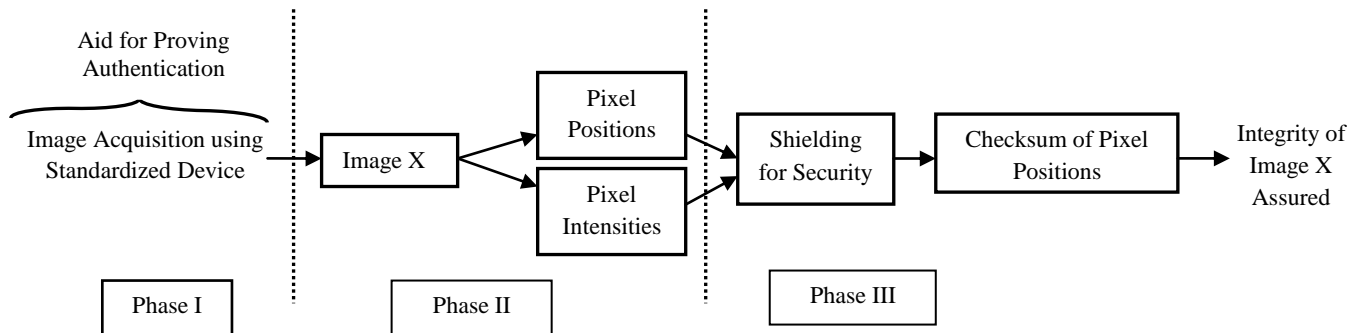 Aid for Proving
Authentication
Image Acquisition using
Standardized Device
Image X
Pixel
Positions
Pixel
Intensities
Shielding
for Security
Checksum of Pixel
Positions
Integrity of
Image X
Assured
Phase I
Phase II
Phase III